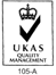 UKAS
QUALITY
MANAGEMENT
105-A